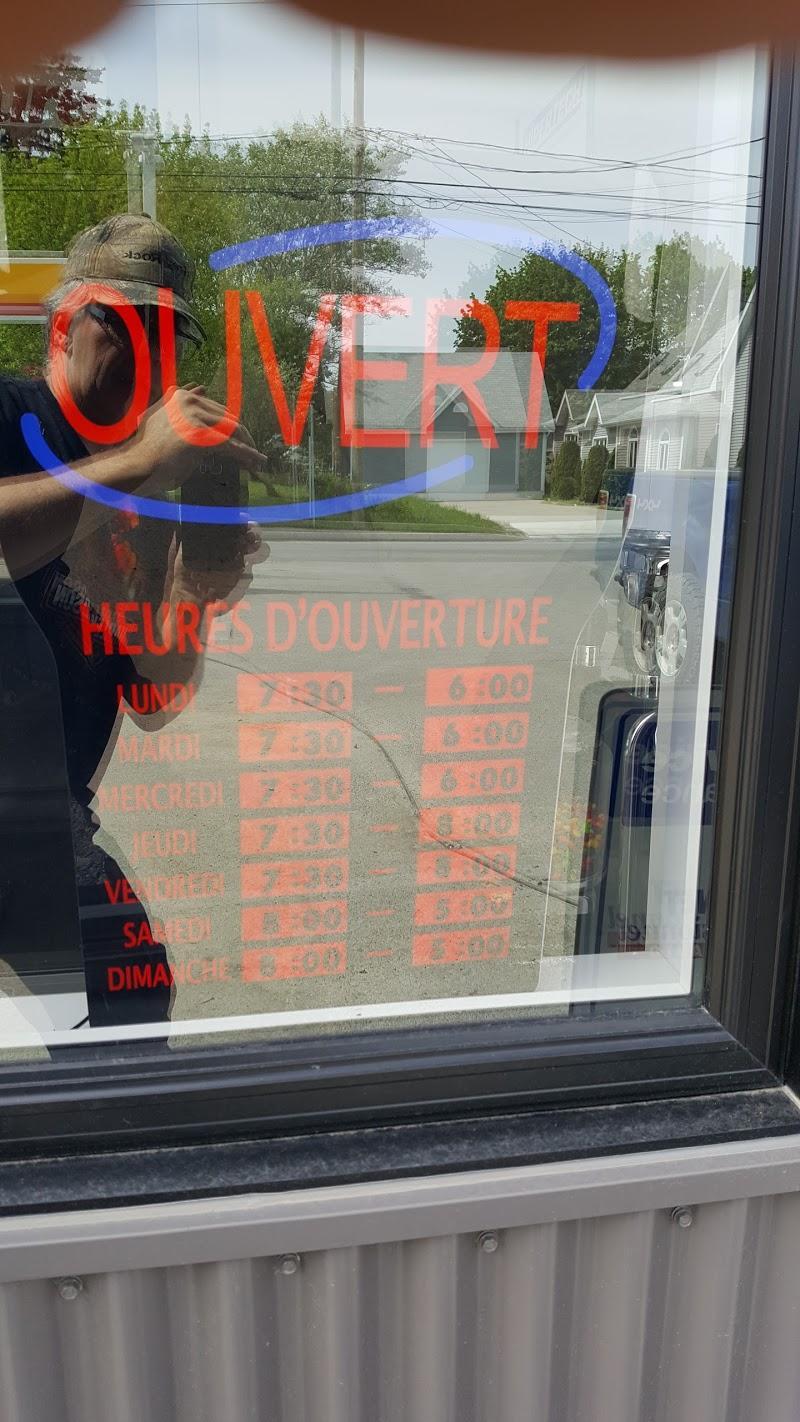 OUVERT
HEURES D'OUVERTURE
LUNDI 7:30 — 6:00
MARDI 7:30 — 6:00
MERCREDI 7:30 — 6:00
JEUDI 7:30 — 8:00
VENDREDI 7:30 — 8:00
SAMEDI 8:00 — 5:00
DIMANCHE 8:00 — 5:00